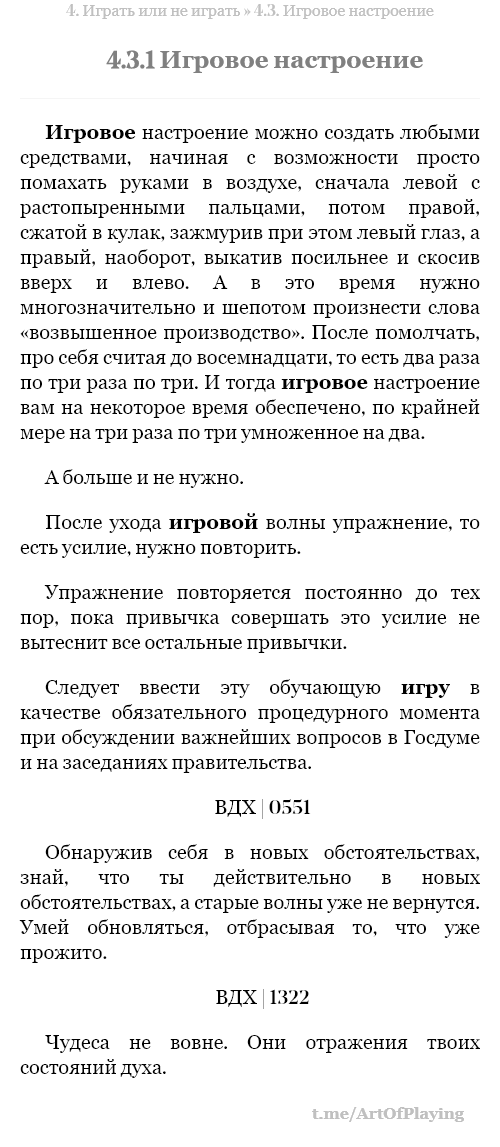 4. Играть или не играть » 4.3. Игровое настроение
4.3.1 Игровое настроение
Игровое настроение можно создать любыми
средствами, начиная с возможности просто
помахать руками в воздухе, сначала левой с
растопыренными пальцами, потом правой,
сжатой в кулак, зажмурив при этом левый глаз, а
правый, наоборот, выкатив посильнее и скосив
вверх и влево. А в это время нужно
многозначительно и шепотом произнести слова
«возвышенное производство». После помолчать,
про себя считая до восемнадцати, то есть два раза
по три раза по три. И тогда игровое настроение
вам на некоторое время обеспечено, по крайней
мере на три раза по три умноженное на два.
А больше и не нужно.
После ухода игровой волны упражнение, то
есть усилие, нужно повторить.
Упражнение повторяется постоянно до тех
пор, пока привычка совершать это усилие не
вытеснит все остальные привычки.
Следует ввести эту обучающую игру в
качестве обязательного процедурного момента
при обсуждении важнейших вопросов в Госдуме
и на заседаниях правительства.
ВДХ | 0551
Обнаружив себя в новых обстоятельствах,
знай, что ты действительно в новых
обстоятельствах, а старые волны уже не вернутся.
Умей обновляться, отбрасывая то, что уже
прожито.
ВДХ | 1322
Чудеса не вовне. Они отражения твоих
состояний духа.
t.me/ArtOfPlaying